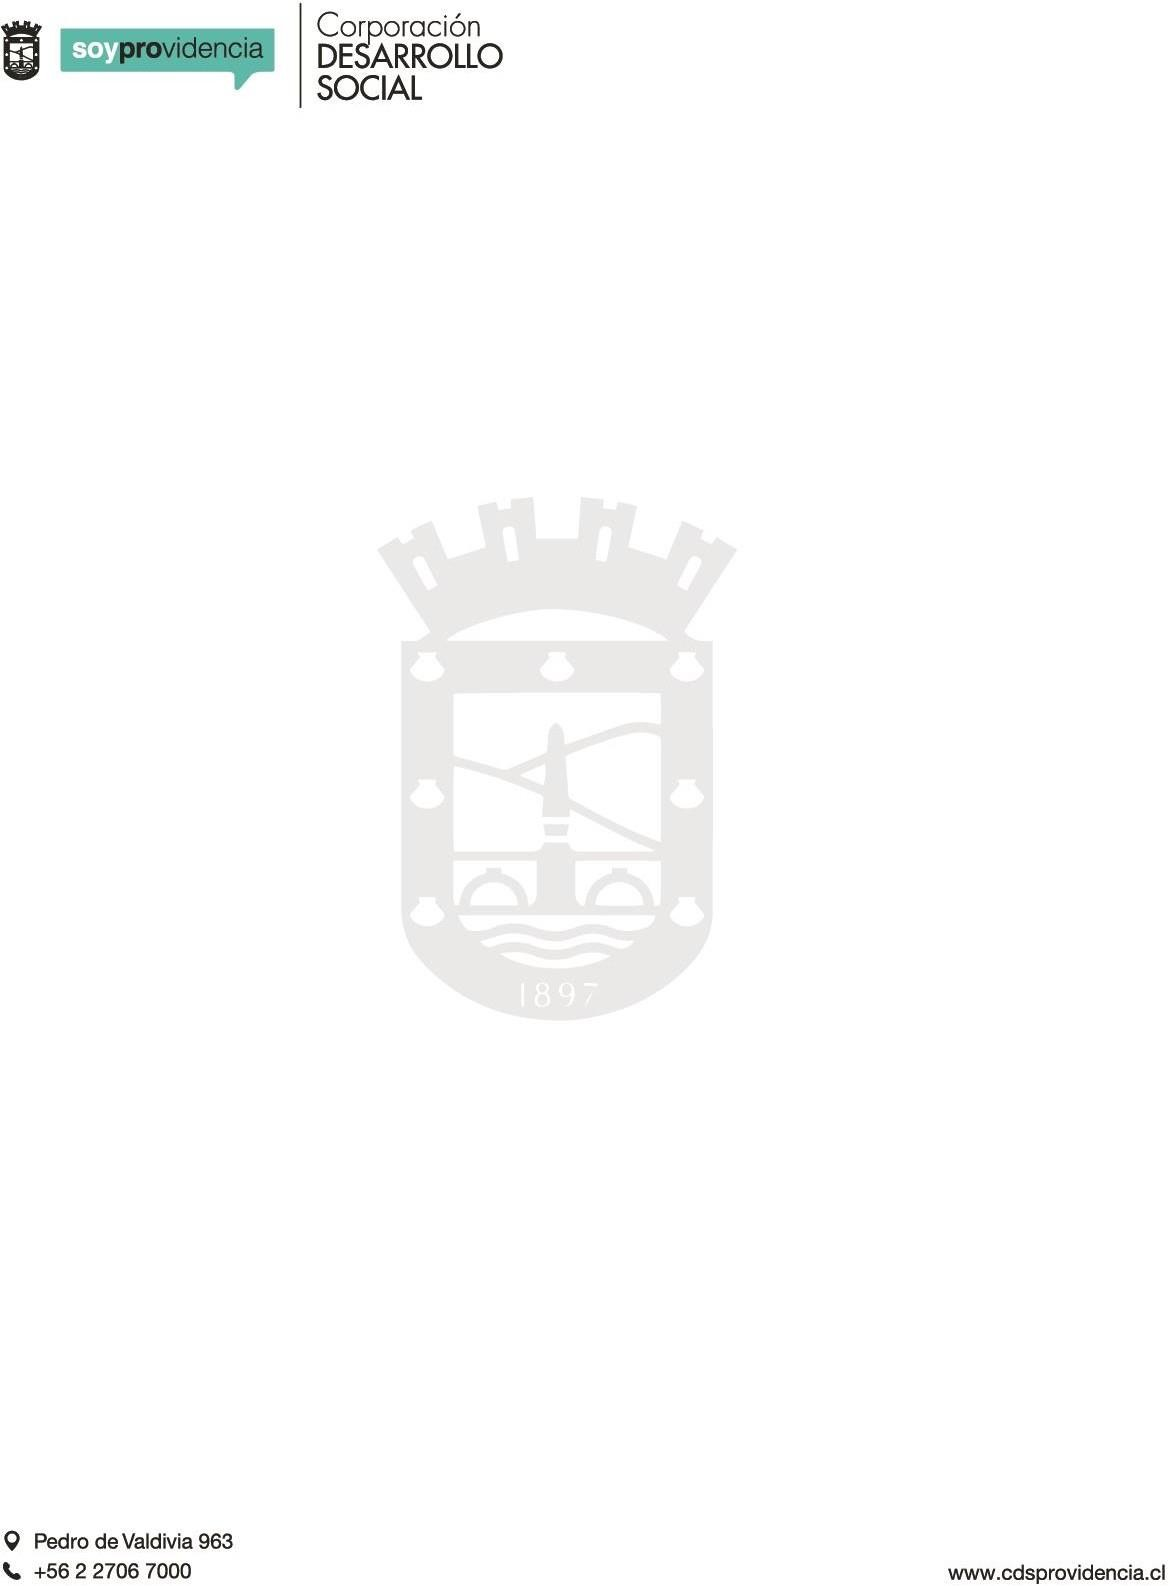 soyprovidencia
Corporación
DESARROLLO
SOCIAL
1897
Pedro de Valdivia 963
+56 2 2706 7000
www.cdsprovidencia.cl